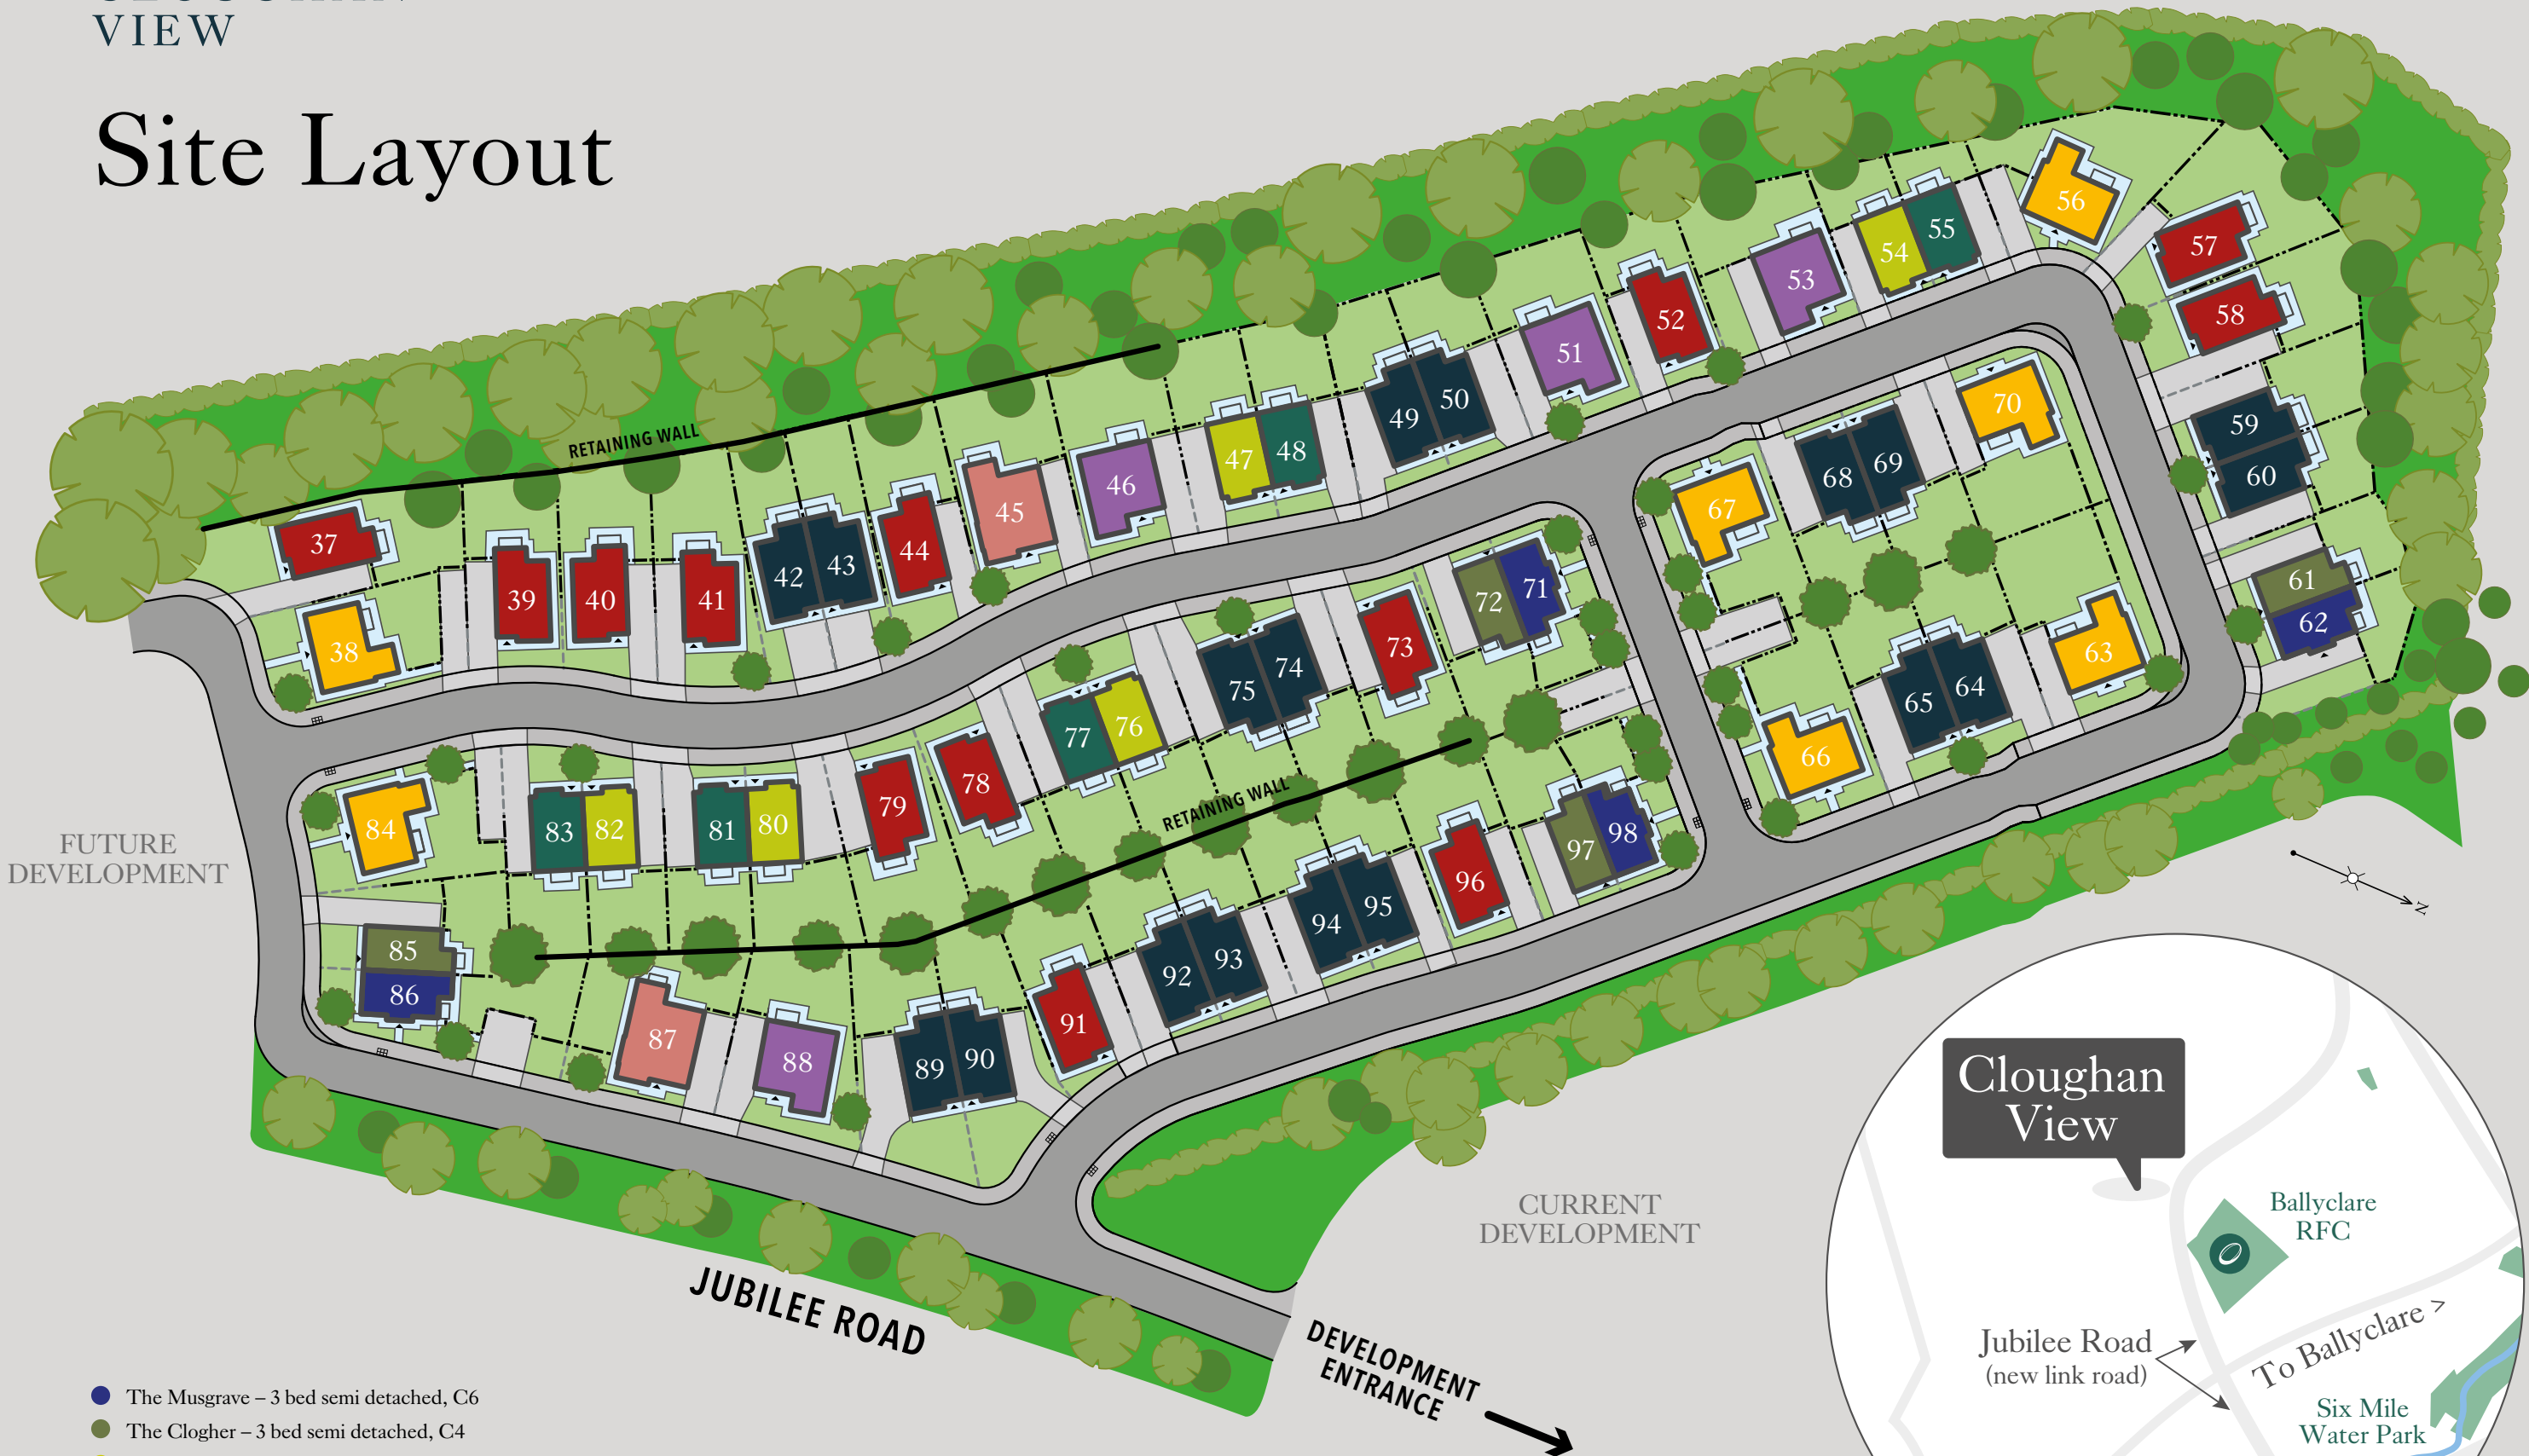 VIEW
Site Layout
RETAINING WALL
37
38
39
40
41
42
43
44
45
46
47
48
49
50
51
52
53
54
55
56
57
58
59
60
61
62
63
64
65
66
67
68
69
70
71
72
73
74
75
76
77
78
79
80
81
82
83
84
85
86
87
88
89
90
91
92
93
94
95
96
97
98
RETAINING WALL
FUTURE
DEVELOPMENT
CURRENT
DEVELOPMENT
N
JUBILEE ROAD
DEVELOPMENT
ENTRANCE
Cloughan
View
Ballyclare
RFC
Jubilee Road
(new link road)
To Ballyclare >
Six Mile
Water Park
The Musgrave – 3 bed semi detached, C6
The Clogher – 3 bed semi detached, C4